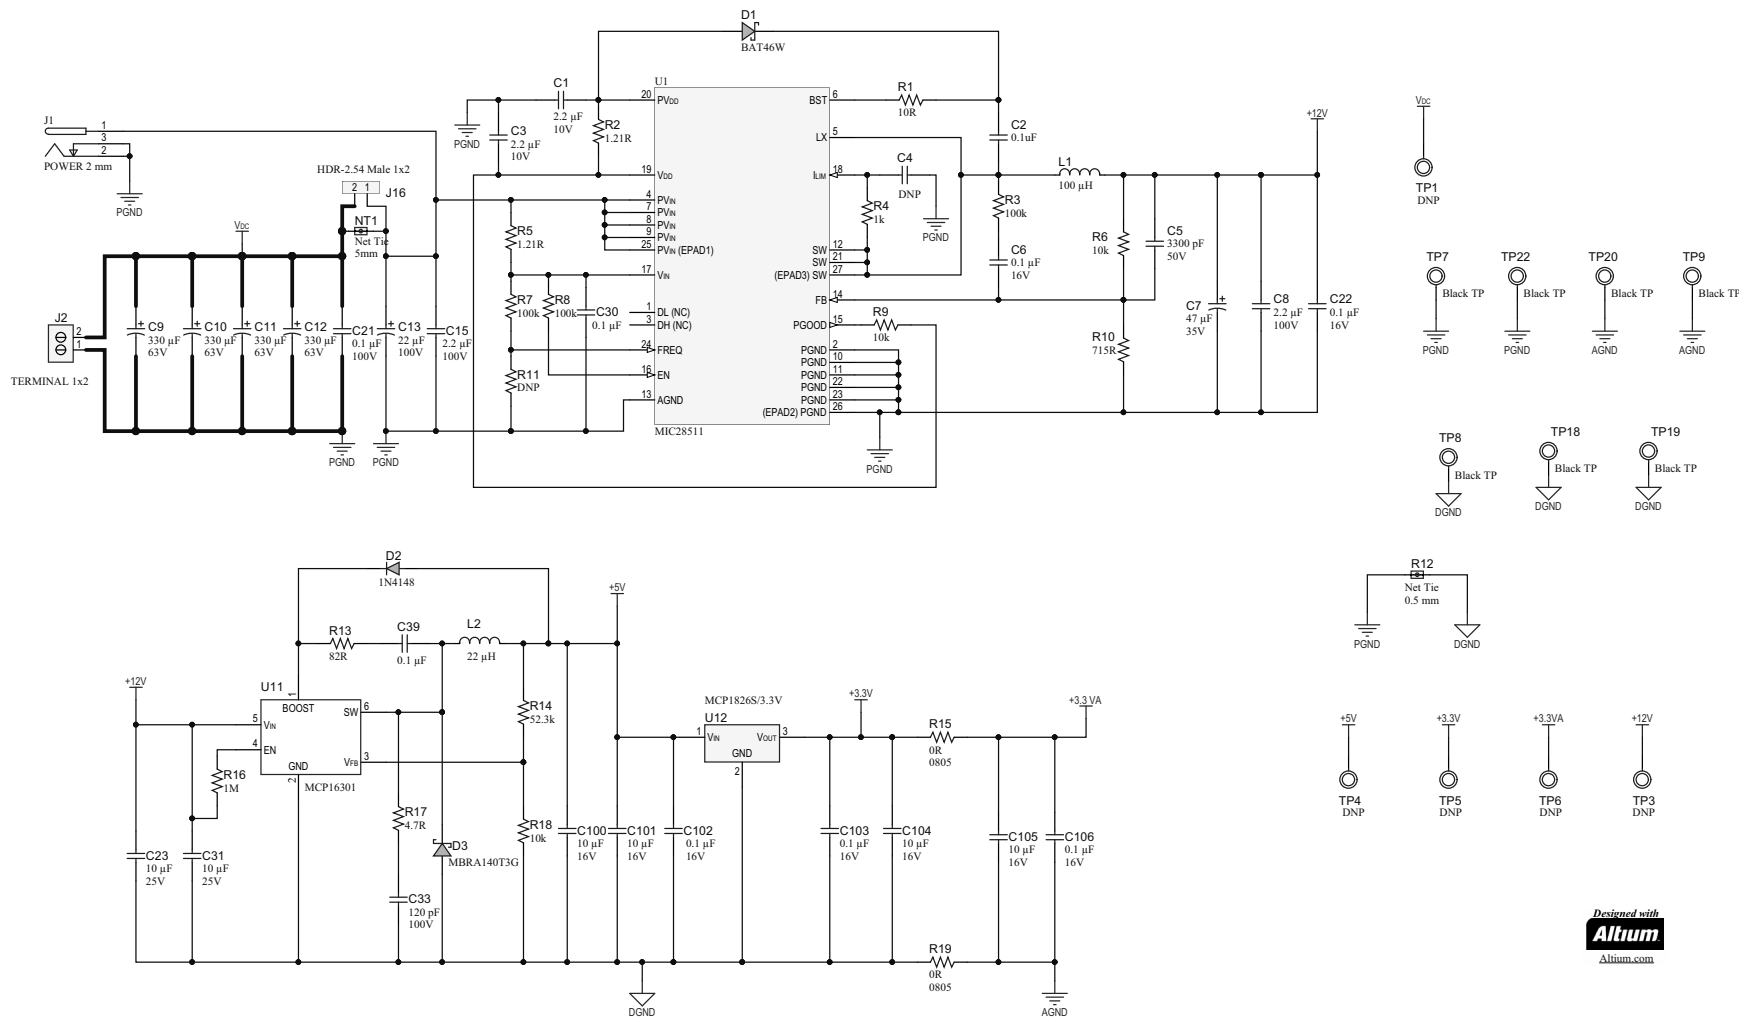 D1
BAT46W
U1
C1
2.2 µF
10V
20
PVDD
BST
6
R1
10R
C3
2.2 µF
10V
PGND
R2
1.21R
LX
5
C2
0.1uF
+12V
J1
1
3
2
POWER 2 mm
PGND
HDR-2.54 Male 1x2
2 1
J16
NT1
Net Tie
5mm
VDC
19
VDD
4
PVIN
7
PVIN
8
PVIN
9
PVIN
25
PVIN (EPAD1)
17
VIN
1
DL (NC)
3
DH (NC)
24
FREQ
16
EN
13
AGND
MIC28511
ILIM
18
C4
DNP
PGND
R4
1k
SW
12
SW
21
(EPAD3) SW
27
FB
14
PGOOD
15
PGND
2
PGND
10
PGND
11
PGND
22
PGND
23
(EPAD2) PGND
26
PGND
L1
100 µH
R3
100k
C6
0.1 µF
16V
R6
10k
C5
3300 pF
50V
R9
10k
R10
715R
C7
47 µF
35V
C8
2.2 µF
100V
C22
0.1 µF
16V
R5
1.21R
R7
100k
R8
100k
C30
0.1 µF
R11
DNP
J2
2
1
TERMINAL 1x2
C9
330 µF
63V
C10
330 µF
63V
C11
330 µF
63V
C12
330 µF
63V
C21
0.1 µF
100V
C13
22 µF
100V
C15
2.2 µF
100V
PGND
PGND
VDC
TP1
DNP
TP7
Black TP
PGND
TP22
Black TP
PGND
TP20
Black TP
AGND
TP9
Black TP
AGND
TP8
Black TP
DGND
TP18
Black TP
DGND
TP19
Black TP
DGND
R12
Net Tie
0.5 mm
PGND
DGND
+5V
TP4
DNP
+3.3V
TP5
DNP
+3.3VA
TP6
DNP
+12V
TP3
DNP
D2
1N4148
+5V
R13
82R
C39
0.1 µF
L2
22 µH
+12V
U11
1
BOOST
5
VIN
4
EN
GND
2
SW
6
VFB
3
MCP16301
R16
1M
R14
52.3k
R17
4.7R
R18
10k
D3
MBRA140T3G
C23
10 µF
25V
C31
10 µF
25V
C33
120 pF
100V
C100
10 µF
16V
C101
10 µF
16V
C102
0.1 µF
16V
MCP1826S/3.3V
U12
1
VIN
VOUT
3
GND
2
+3.3V
+3.3 VA
R15
0R
0805
C103
0.1 µF
16V
C104
10 µF
16V
C105
10 µF
16V
C106
0.1 µF
16V
R19
0R
0805
DGND
AGND
Designed with
Altıum
Altium.com